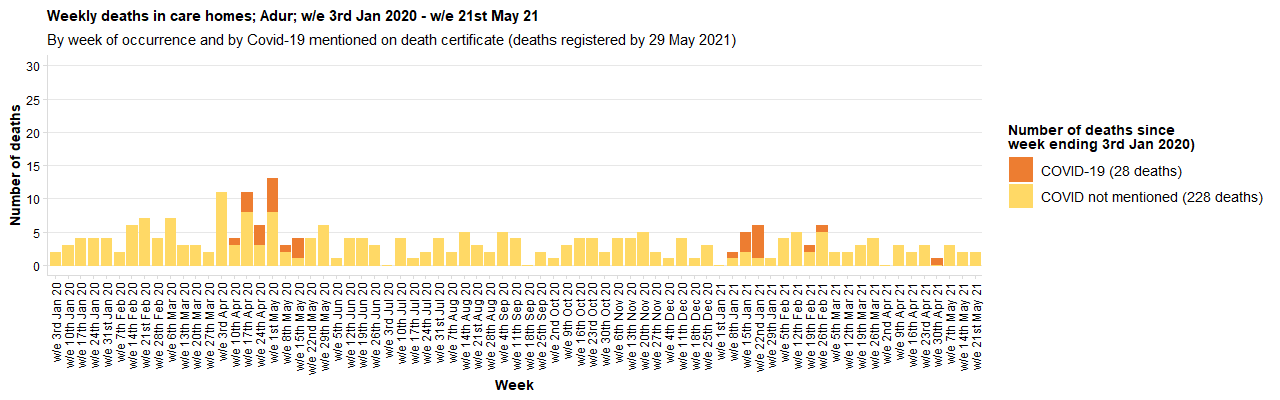 Weekly deaths in care homes; Adur; w/e 3rd Jan 2020 - w/e 21st May 21
By week of occurrence and by Covid-19 mentioned on death certificate (deaths registered by 29 May 2021)
Number of deaths
30
25
20
15
10
5
0
w/e 3rd Jan 20
w/e 10th Jan 20
w/e 17th Jan 20
w/e 24th Jan 20
w/e 31st Jan 20
w/e 7th Feb 20
w/e 14th Feb 20
w/e 21st Feb 20
w/e 28th Feb 20
w/e 6th Mar 20
w/e 13th Mar 20
w/e 20th Mar 20
w/e 27th Mar 20
w/e 3rd Apr 20
w/e 10th Apr 20
w/e 17th Apr 20
w/e 24th Apr 20
w/e 1st May 20
w/e 8th May 20
w/e 15th May 20
w/e 22nd May 20
w/e 29th May 20
w/e 5th Jun 20
w/e 12th Jun 20
w/e 19th Jun 20
w/e 26th Jun 20
w/e 3rd Jul 20
w/e 10th Jul 20
w/e 17th Jul 20
w/e 24th Jul 20
w/e 31st Jul 20
w/e 7th Aug 20
w/e 14th Aug 20
w/e 21st Aug 20
w/e 28th Aug 20
w/e 4th Sep 20
w/e 11th Sep 20
w/e 18th Sep 20
w/e 25th Sep 20
w/e 2nd Oct 20
w/e 9th Oct 20
w/e 16th Oct 20
w/e 23rd Oct 20
w/e 30th Oct 20
w/e 6th Nov 20
w/e 13th Nov 20
w/e 20th Nov 20
w/e 27th Nov 20
w/e 4th Dec 20
w/e 11th Dec 20
w/e 18th Dec 20
w/e 25th Dec 20
w/e 1st Jan 21
w/e 8th Jan 21
w/e 15th Jan 21
w/e 22nd Jan 21
w/e 29th Jan 21
w/e 5th Feb 21
w/e 12th Feb 21
w/e 19th Feb 21
w/e 26th Feb 21
w/e 5th Mar 21
w/e 12th Mar 21
w/e 19th Mar 21
w/e 26th Mar 21
w/e 2nd Apr 21
w/e 9th Apr 21
w/e 16th Apr 21
w/e 23rd Apr 21
w/e 30th Apr 21
w/e 7th May 21
w/e 14th May 21
w/e 21st May 21
Week
Number of deaths since
week ending 3rd Jan 2020)
COVID-19 (28 deaths)
COVID not mentioned (228 deaths)